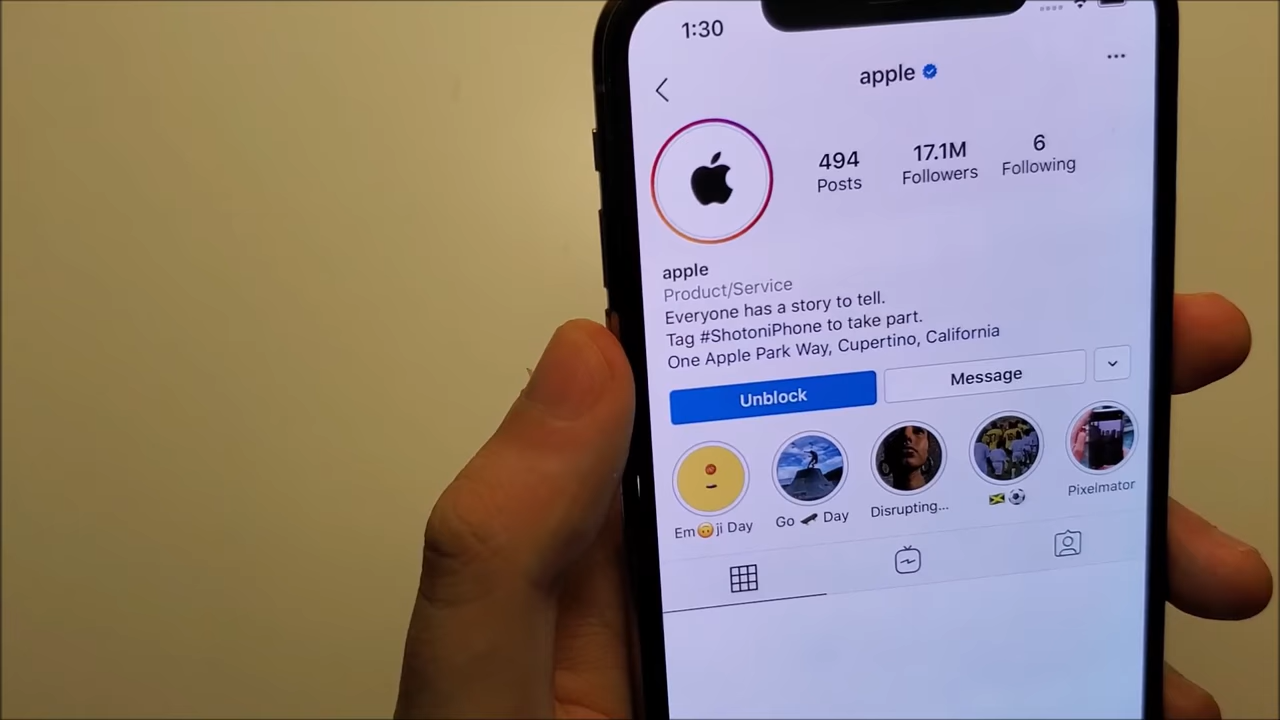 1:30
apple
494 17.1M 6
Posts Followers Following
apple
Product/Service
Everyone has a story to tell.
Tag #ShotoniPhone to take part.
One Apple Park Way, Cupertino, California
Unblock Message
Em🙃ji Day Go 🛹 Day Disrupting... 🇯🇲⚽ Pixelmator